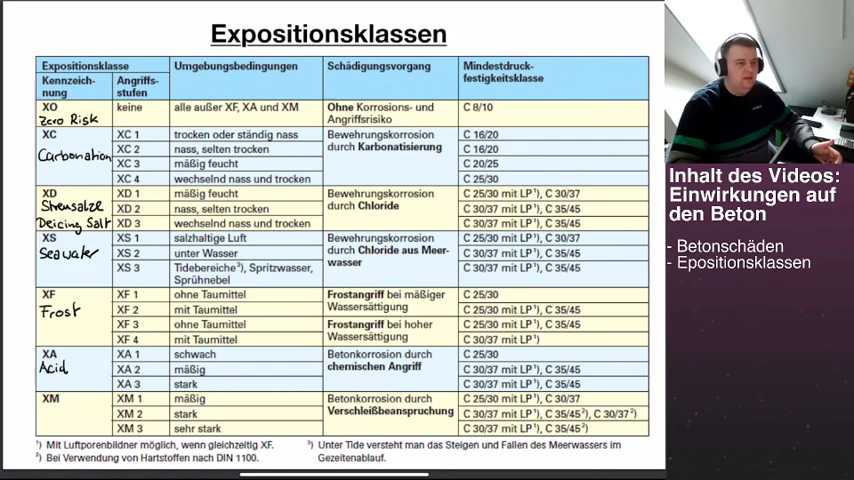 Expositionsklassen
Expositionsklasse Umgebungsbedingungen Schädigungsvorgang Mindestdruck-
festigkeitsklasse
Kennzeich-
nung Angriffs-
stufen
XO keine alle außer XF, XA und XM Ohne Korrosions- und C 8/10
Zero Risk Angriffsrisiko
XC XC 1 trocken oder ständig nass Bewehrungskorrosion C 16/20
Carbonation XC 2 nass, selten trocken durch Karbonatisierung C 16/20
XC 3 mäßig feucht C 20/25
XC 4 wechselnd nass und trocken C 25/30
XD XD 1 mäßig feucht Bewehrungskorrosion C 25/30 mit LP¹), C 30/37
Streusalze XD 2 nass, selten trocken durch Chloride C 30/37 mit LP¹), C 35/45
Deicing Salt XD 3 wechselnd nass und trocken C 30/37 mit LP¹), C 35/45
XS XS 1 salzhaltige Luft Bewehrungskorrosion C 25/30 mit LP¹), C 30/37
Seawater XS 2 unter Wasser durch Chloride aus Meer- C 30/37 mit LP¹), C 35/45
XS 3 Tidebereiche³), Spritzwasser, wasser C 30/37 mit LP¹), C 35/45
Sprühnebel
XF XF 1 ohne Taumittel Frostangriff bei mäßiger C 25/30
Frost XF 2 mit Taumittel Wassersättigung C 25/30 mit LP¹), C 35/45
XF 3 ohne Taumittel Frostangriff bei hoher C 25/30 mit LP¹), C 35/45
XF 4 mit Taumittel Wassersättigung C 30/37 mit LP¹)
XA XA 1 schwach Betonkorrosion durch C 25/30
Acid XA 2 mäßig chemischen Angriff C 30/37 mit LP¹), C 35/45
XA 3 stark C 30/37 mit LP¹), C 35/45
XM XM 1 mäßig Betonkorrosion durch C 25/30 mit LP¹), C 30/37
XM 2 stark Verschleißbeanspruchung C 30/37 mit LP¹), C 35/45²), C 30/37²)
XM 3 sehr stark C 30/37 mit LP¹), C 35/45²)
¹) Mit Luftporenbildner möglich, wenn gleichzeitig XF.
²) Bei Verwendung von Hartstoffen nach DIN 1100.
³) Unter Tide versteht man das Steigen und Fallen des Meerwassers im
Gezeitenablauf.
Inhalt des Videos:
Einwirkungen auf
den Beton
- Betonschäden
- Epositionsklassen